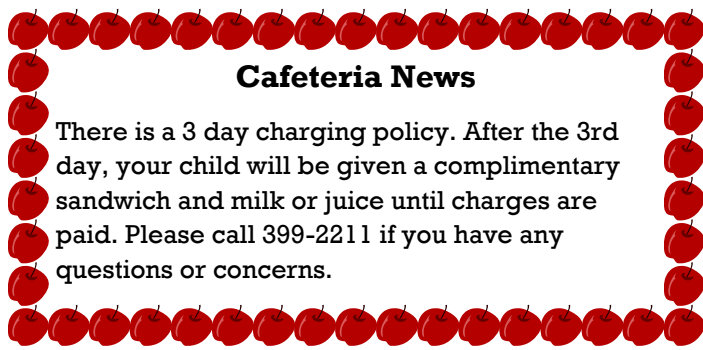 Cafeteria News
There is a 3 day charging policy. After the 3rd
day, your child will be given a complimentary
sandwich and milk or juice until charges are
paid. Please call 399-2211 if you have any
questions or concerns.